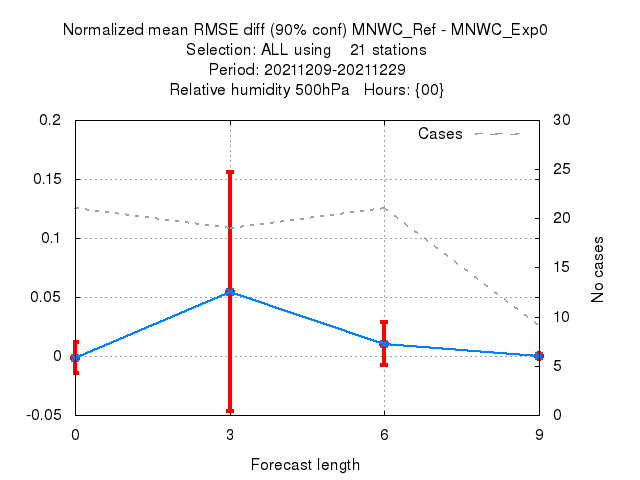 Normalized mean RMSE diff (90% conf) MNWC_Ref - MNWC_Exp0
Selection: ALL using    21 stations
Period: 20211209-20211229
Relative humidity 500hPa   Hours: {00}
Cases
0.2
0.15
0.1
0.05
0
-0.05
30
25
20
15
10
5
0
No cases
0 3 6 9
Forecast length